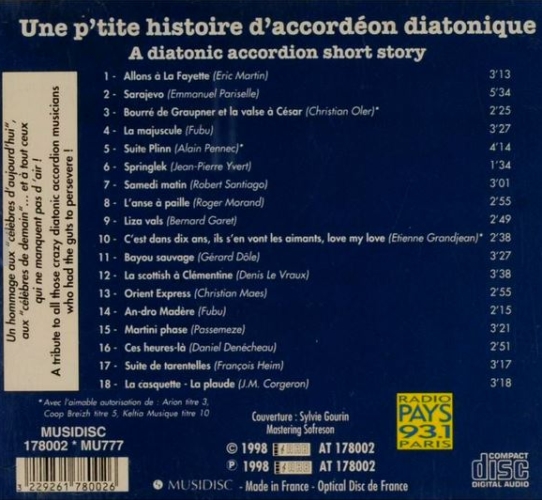 Une p'tite histoire d'accordéon diatonique
A diatonic accordion short story
Un hommage aux "célèbres d'aujourd'hui",
aux "célèbres de demain"... et à tout ceux
qui ne manquent pas d'air !
A tribute to all those crazy diatonic accordion musicians
who had the guts to persevere !
1 - Allons à La Fayette (Eric Martin) 3'13
2 - Sarajevo (Emmanuel Pariselle) 5'34
3 - Bourré de Graupner et la valse à César (Christian Oler)* 2'25
4 - La majuscule (Fubu) 3'27
5 - Suite Plinn (Alain Pennec)* 4'14
6 - Springlek (Jean-Pierre Yvert) 1'34
7 - Samedi matin (Robert Santiago) 3'01
8 - L'anse à paille (Roger Morand) 2'55
9 - Liza vals (Bernard Garet) 2'49
10 - C'est dans dix ans, ils s'en vont les aimants, love my love (Etienne Grandjean)* 2'38
11 - Bayou sauvage (Gérard Dôle) 3'27
12 - La scottish à Clémentine (Denis Le Vraux) 3'38
13 - Orient Express (Christian Maes) 2'55
14 - An-dro Madère (Fubu) 2'15
15 - Martini phase (Passemeze) 3'21
16 - Ces heures-là (Daniel Denécheau) 2'51
17 - Suite de tarentelles (François Heim) 3'17
18 - La casquette - La plaude (J.M. Corgeron) 3'18
*Avec l'aimable autorisation de : Arion titre 3,
Coop Breizh titre 5, Keltia Musique titre 10
MUSIDISC
178002 * MU777
3 229261 780026
Couverture : Sylvie Gourin
Mastering Sofreson
© 1998 AT 178002
℗ 1998 AT 178002
MUSIDISC - Made in France - Optical Disc de France
RADIO
PAYS
93.1
PARIS
COMPACT
disc
DIGITAL AUDIO